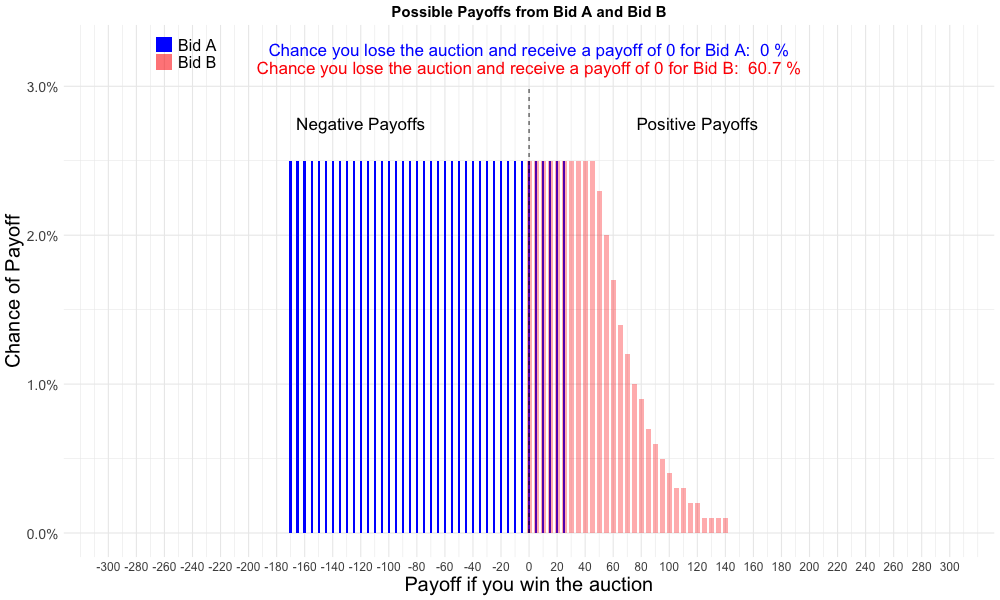 Possible Payoffs from Bid A and Bid B
Bid A
Bid B
Chance you lose the auction and receive a payoff of 0 for Bid A:  0 %
Chance you lose the auction and receive a payoff of 0 for Bid B:  60.7 %
3.0%
Negative Payoffs
Positive Payoffs
2.0%
1.0%
0.0%
Chance of Payoff
-300 -280 -260 -240 -220 -200 -180 -160 -140 -120 -100 -80 -60 -40 -20 0 20 40 60 80 100 120 140 160 180 200 220 240 260 280 300
Payoff if you win the auction